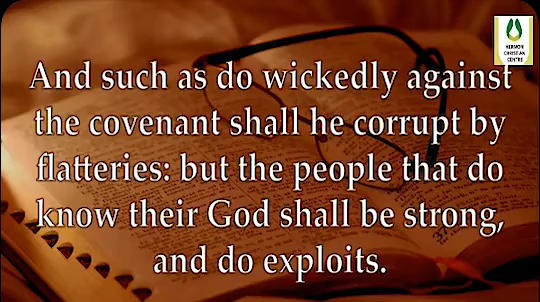 HERMON
CHRISTIAN
CENTRE
And such as do wickedly against
the covenant shall he corrupt by
flatteries: but the people that do
know their God shall be strong,
and do exploits.